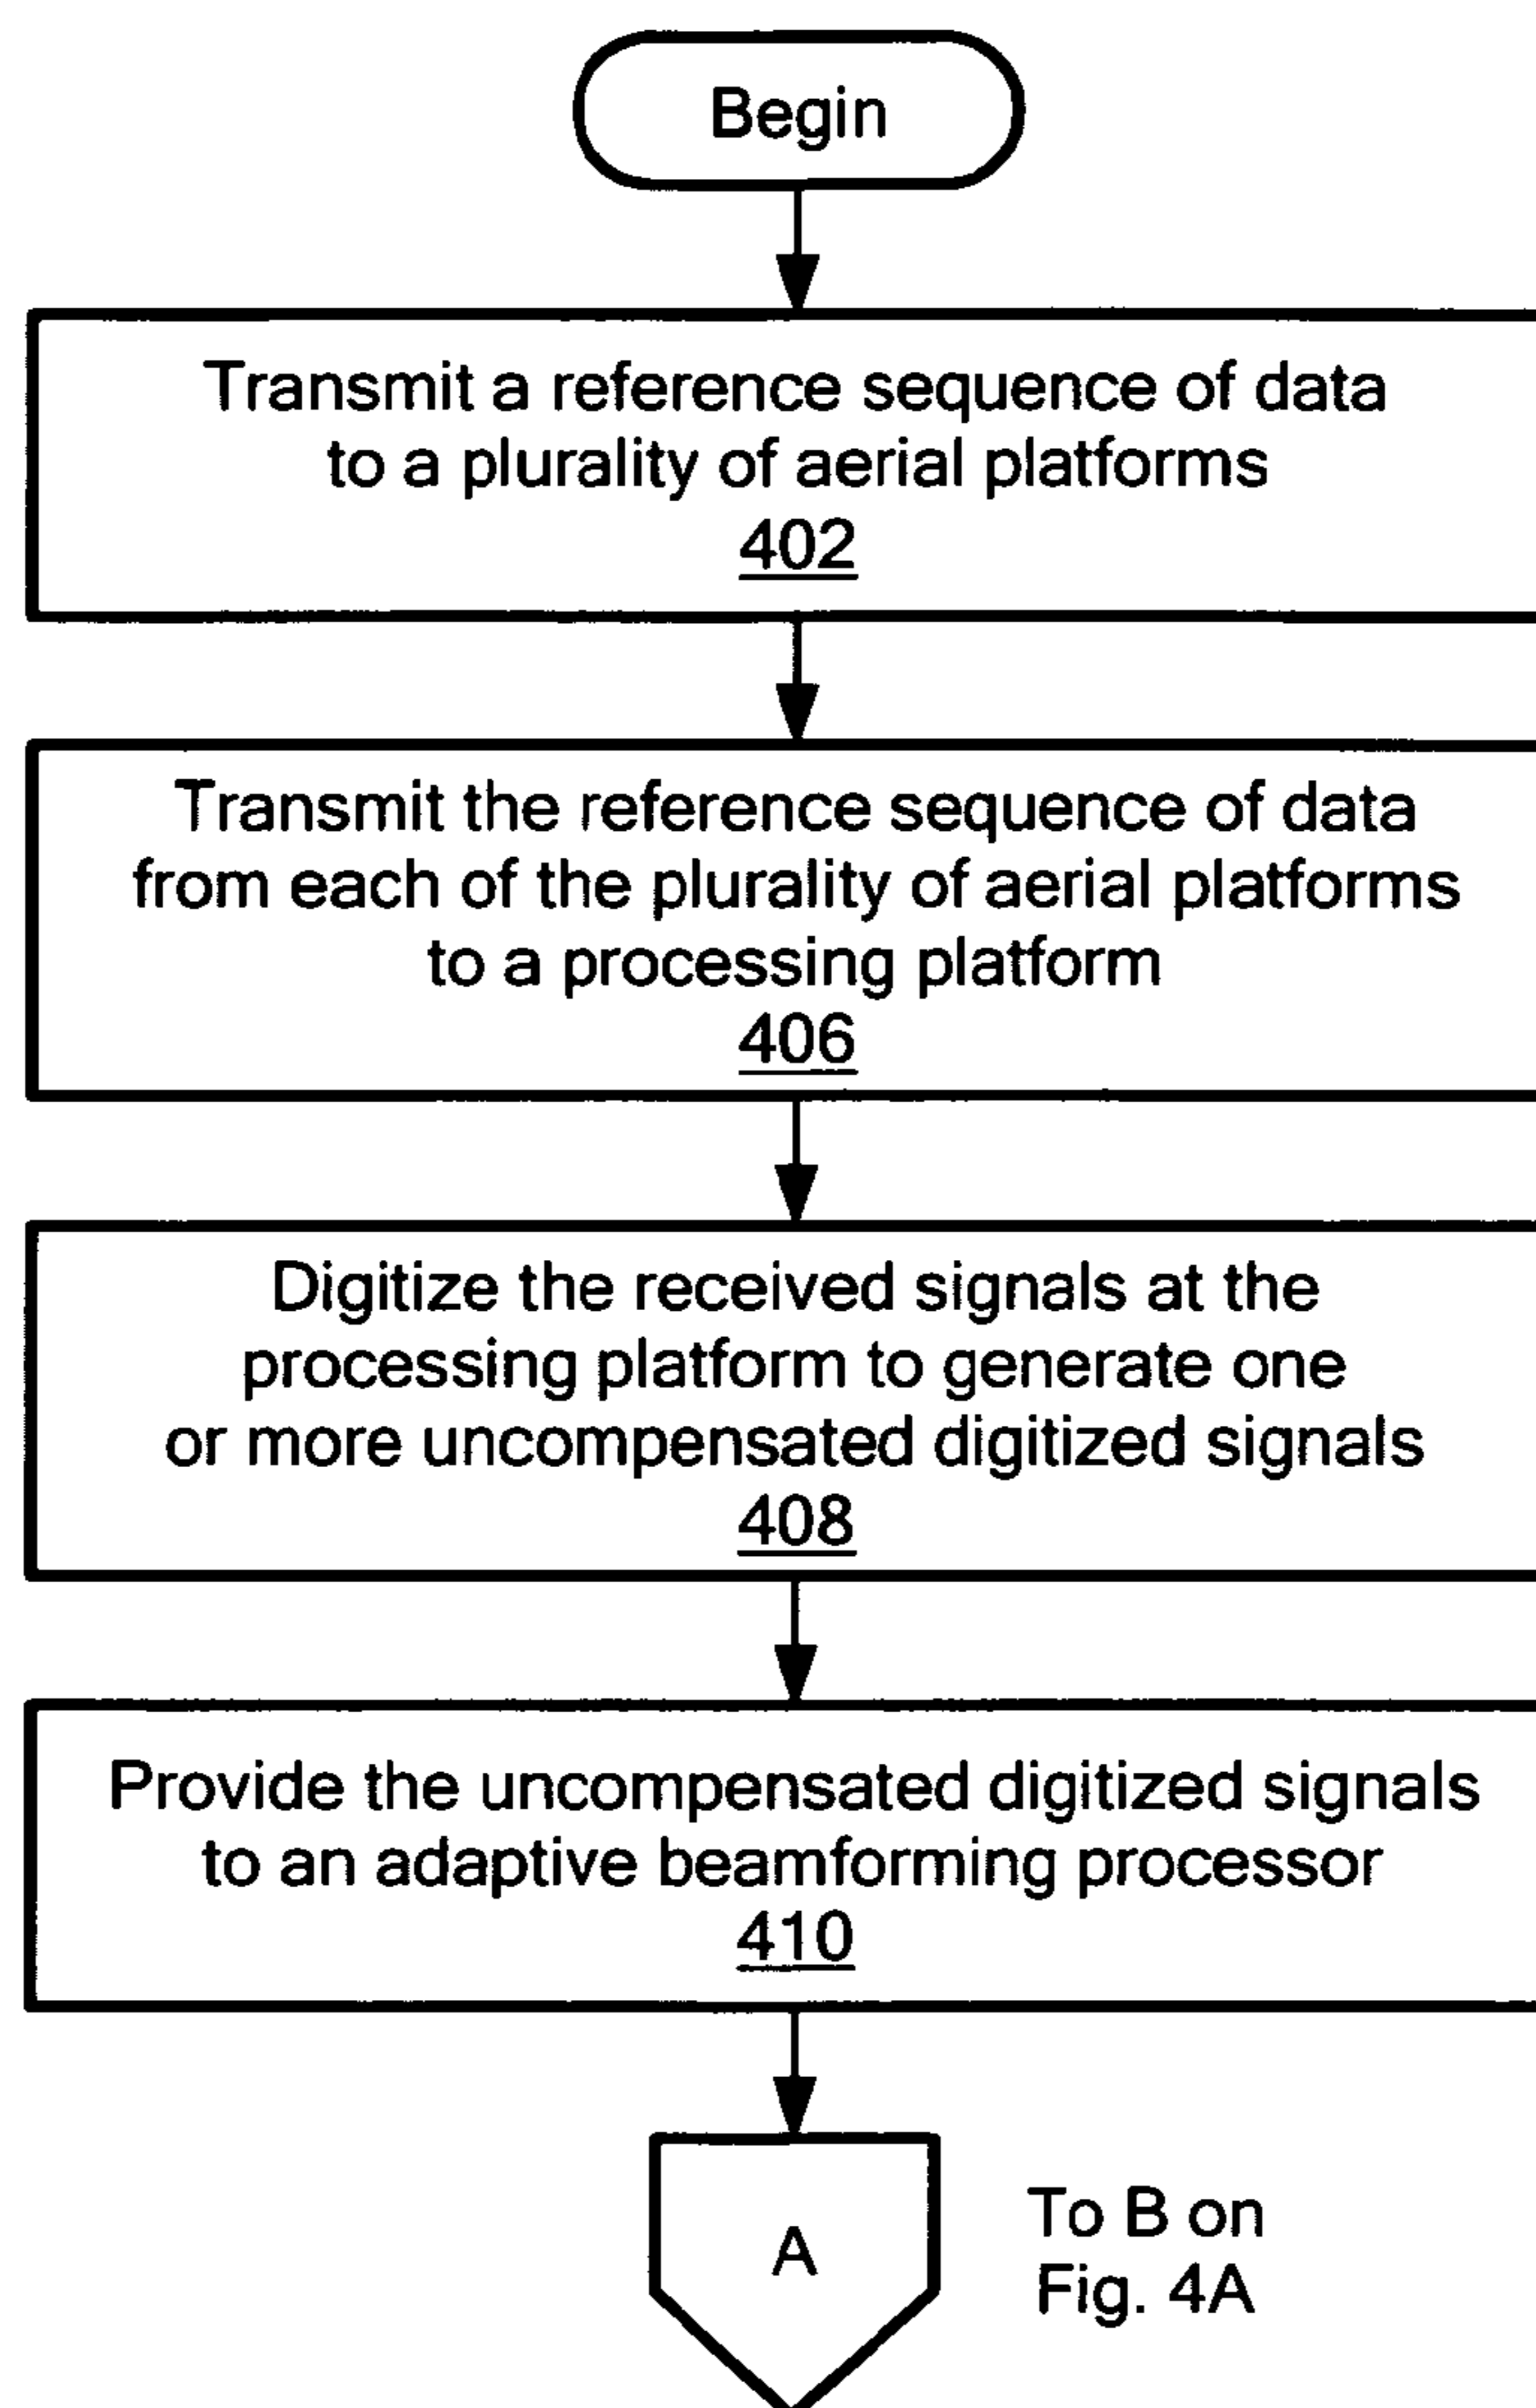 Begin
Transmit a reference sequence of data
to a plurality of aerial platforms
402
Transmit the reference sequence of data
from each of the plurality of aerial platforms
to a processing platform
406
Digitize the received signals at the
processing platform to generate one
or more uncompensated digitized signals
408
Provide the uncompensated digitized signals
to an adaptive beamforming processor
410
A
To B on
Fig. 4A